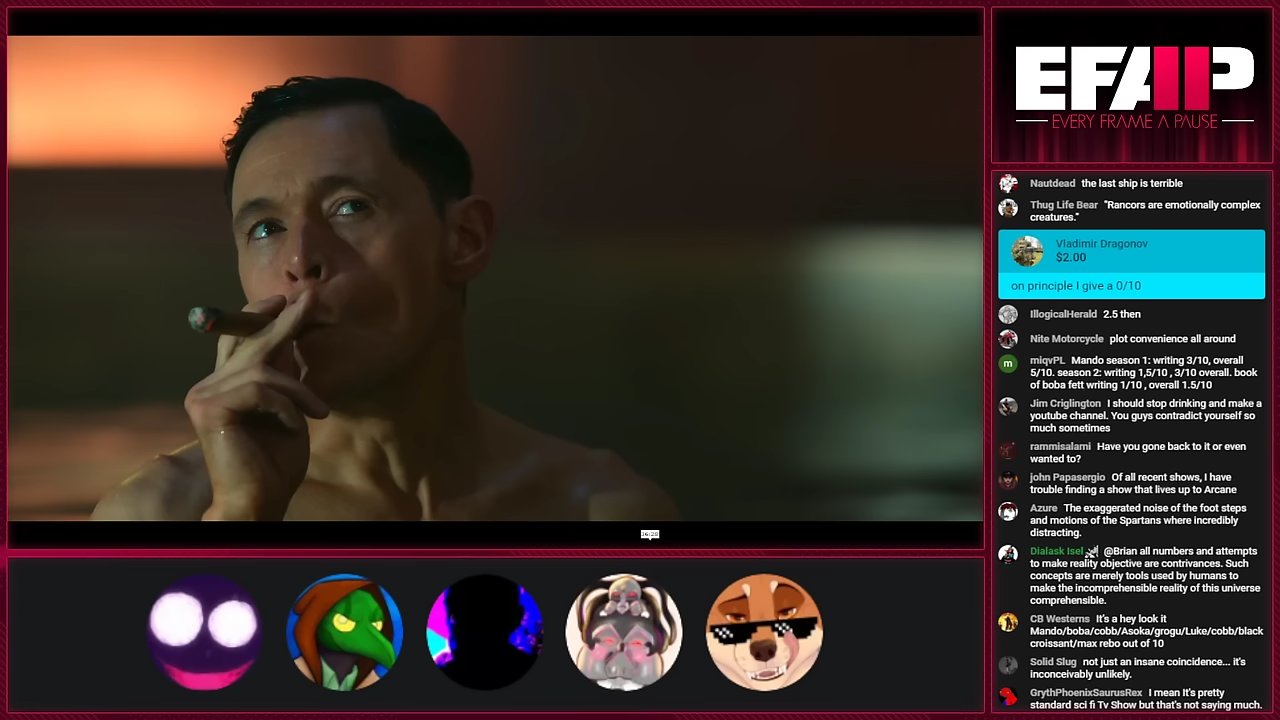 EFAP
EVERY FRAME A PAUSE
Nautdead the last ship is terrible
Thug Life Bear "Rancors are emotionally complex
creatures."
Vladimir Dragonov
$2.00
on principle I give a 0/10
IllogicalHerald 2.5 then
Nite Motorcycle plot convenience all around
m
miqvPL Mando season 1: writing 3/10, overall
5/10. season 2: writing 1,5/10 , 3/10 overall. book
of boba fett writing 1/10 , overall 1.5/10
Jim Criglington I should stop drinking and make a
youtube channel. You guys contradict yourself so
much sometimes
rammisalami Have you gone back to it or even
wanted to?
john Papasergio Of all recent shows, I have
trouble finding a show that lives up to Arcane
Azure The exaggerated noise of the foot steps
and motions of the Spartans where incredibly
distracting.
Dialask Isel @Brian all numbers and attempts
to make reality objective are contrivances. Such
concepts are merely tools used by humans to
make the incomprehensible reality of this universe
comprehensible.
CB Westerns It's a hey look it
Mando/boba/cobb/Asoka/grogu/Luke/cobb/black
croissant/max rebo out of 10
Solid Slug not just an insane coincidence... it's
inconceivably unlikely.
GrythPhoenixSaurusRex I mean It's pretty
standard sci fi Tv Show but that's not saying much.